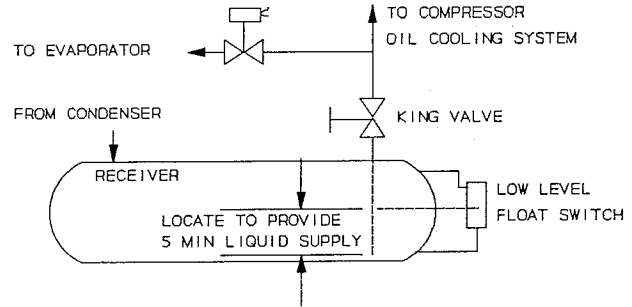 TO COMPRESSOR
OIL COOLING SYSTEM
TO EVAPORATOR
FROM CONDENSER
KING VALVE
RECEIVER
LOW LEVEL
FLOAT SWITCH
LOCATE TO PROVIDE
5 MIN LIQUID SUPPLY